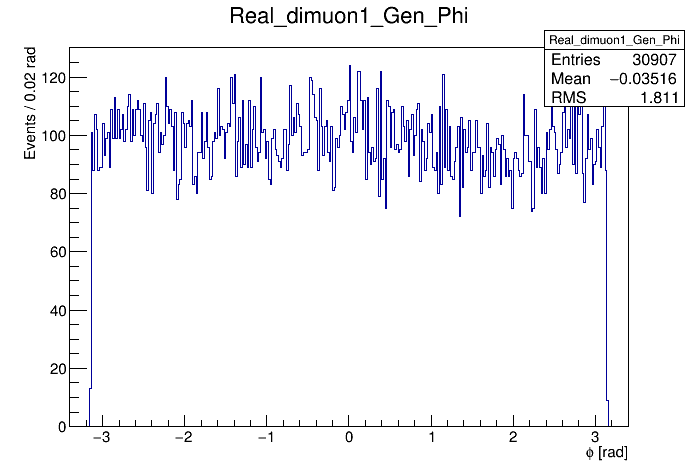 Real_dimuon1_Gen_Phi
Real_dimuon1_Gen_Phi
Entries 30907
Mean −0.03516
RMS 1.811
Events / 0.02 rad
120
100
80
60
40
20
0
−3 −2 −1 0 1 2 3
ϕ [rad]